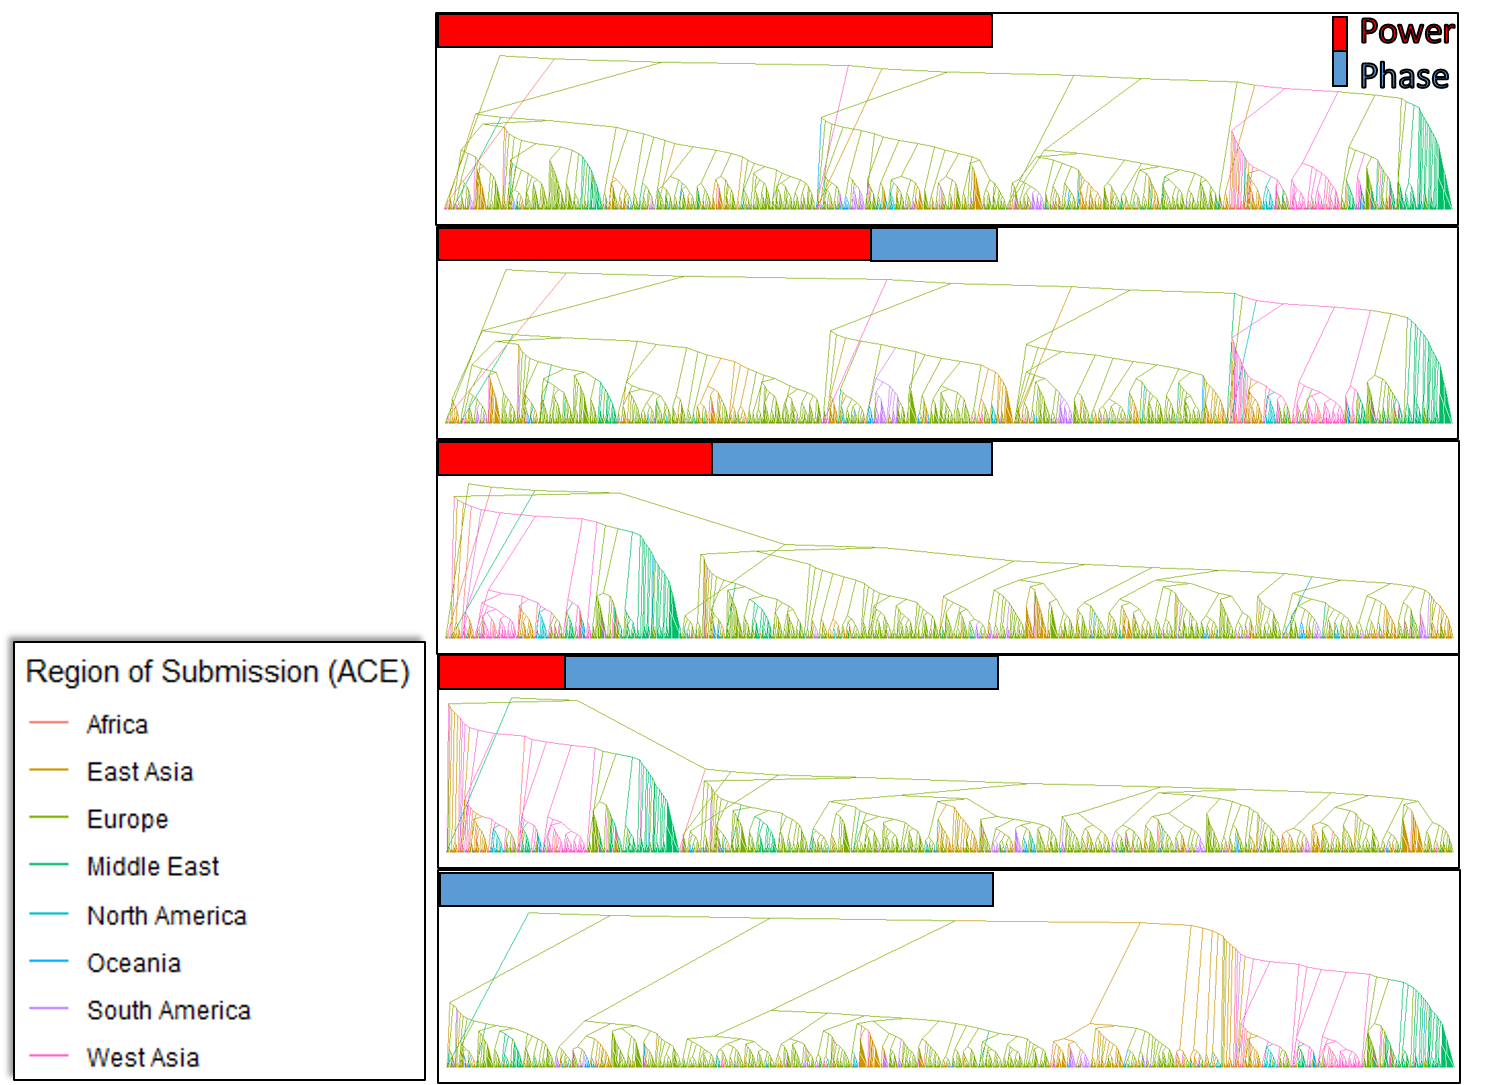 Power
Phase
Region of Submission (ACE)
Africa
East Asia
Europe
Middle East
North America
Oceania
South America
West Asia